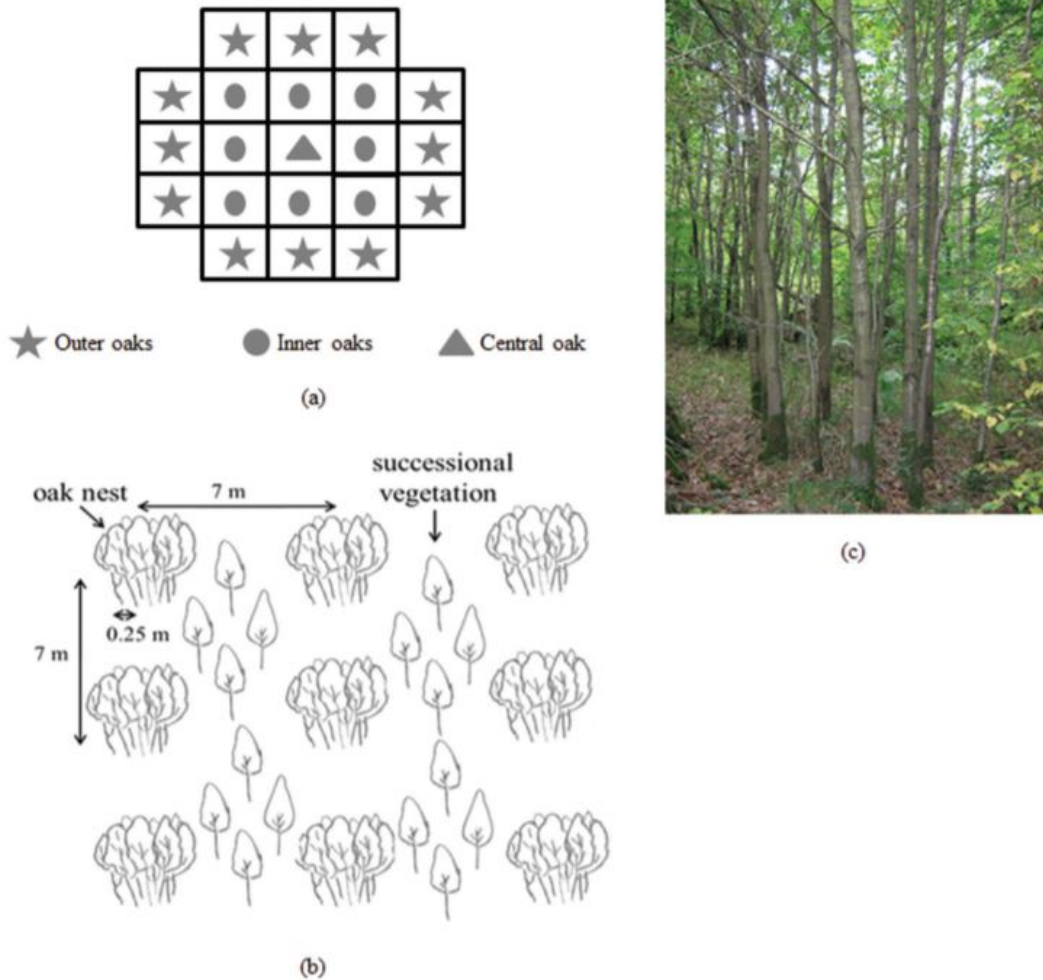 Outer oaks Inner oaks Central oak
(a)
successional
vegetation
oak nest
7 m
0.25 m
7 m
(b)
(c)